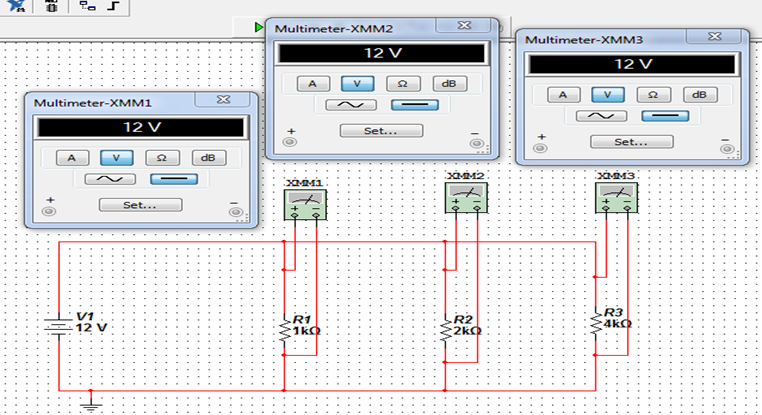 Multimeter-XMM2
12 V
A V Ω dB
Set...
+ −
Multimeter-XMM3
12 V
A V Ω dB
Set...
+ −
Multimeter-XMM1
12 V
A V Ω dB
Set...
+ −
XMM1
XMM2
XMM3
V1
12 V
R1
1kΩ
R2
2kΩ
R3
4kΩ